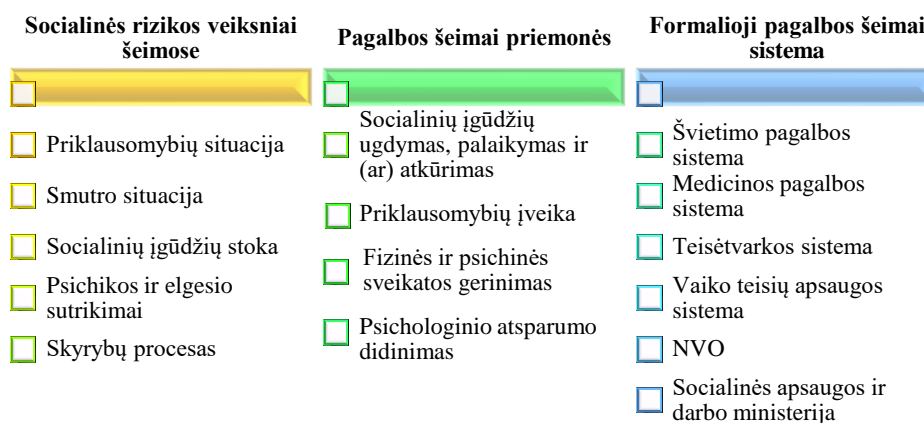 Socialinės rizikos veiksniai
šeimose
Priklausomybių situacija
Smutro situacija
Socialinių įgūdžių stoka
Psichikos ir elgesio
sutrikimai
Skyrybų procesas
Pagalbos šeimai priemonės
Socialinių įgūdžių
ugdymas, palaikymas ir
(ar) atkūrimas
Priklausomybių įveika
Fizinės ir psichinės
sveikatos gerinimas
Psichologinio atsparumo
didinimas
Formalioji pagalbos šeimai
sistema
Švietimo pagalbos
sistema
Medicinos pagalbos
sistema
Teisėtvarkos sistema
Vaiko teisių apsaugos
sistema
NVO
Socialinės apsaugos ir
darbo ministerija